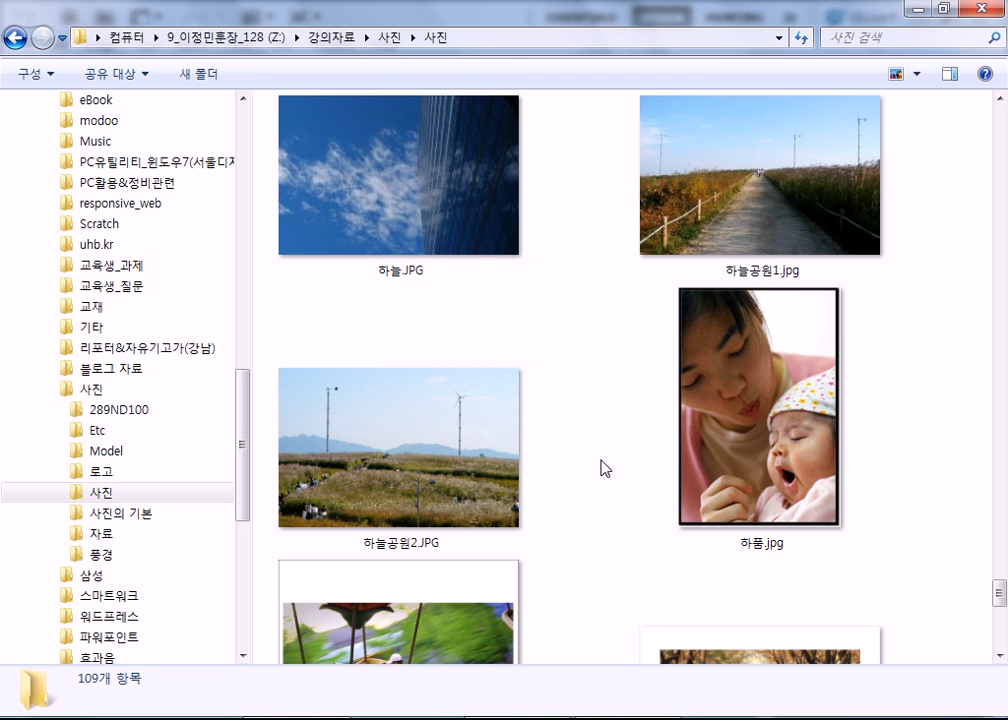 컴퓨터 ▸ 9_이정민훈장_128 (Z:) ▸ 강의자료 ▸ 사진 ▸ 사진
사진 검색
구성
공유 대상
새 폴더
eBook
modoo
Music
PC유틸리티_윈도우7(서울디지
PC활용&정비관련
responsive_web
Scratch
uhb.kr
교육생_과제
교육생_질문
교재
기타
리포터&자유기고가(강남)
블로그 자료
사진
289ND100
Etc
Model
로고
사진
사진의 기본
자료
풍경
삼성
스마트워크
워드프레스
파워포인트
효과음
하늘.JPG
하늘공원1.jpg
하늘공원2.JPG
하품.jpg
109개 항목